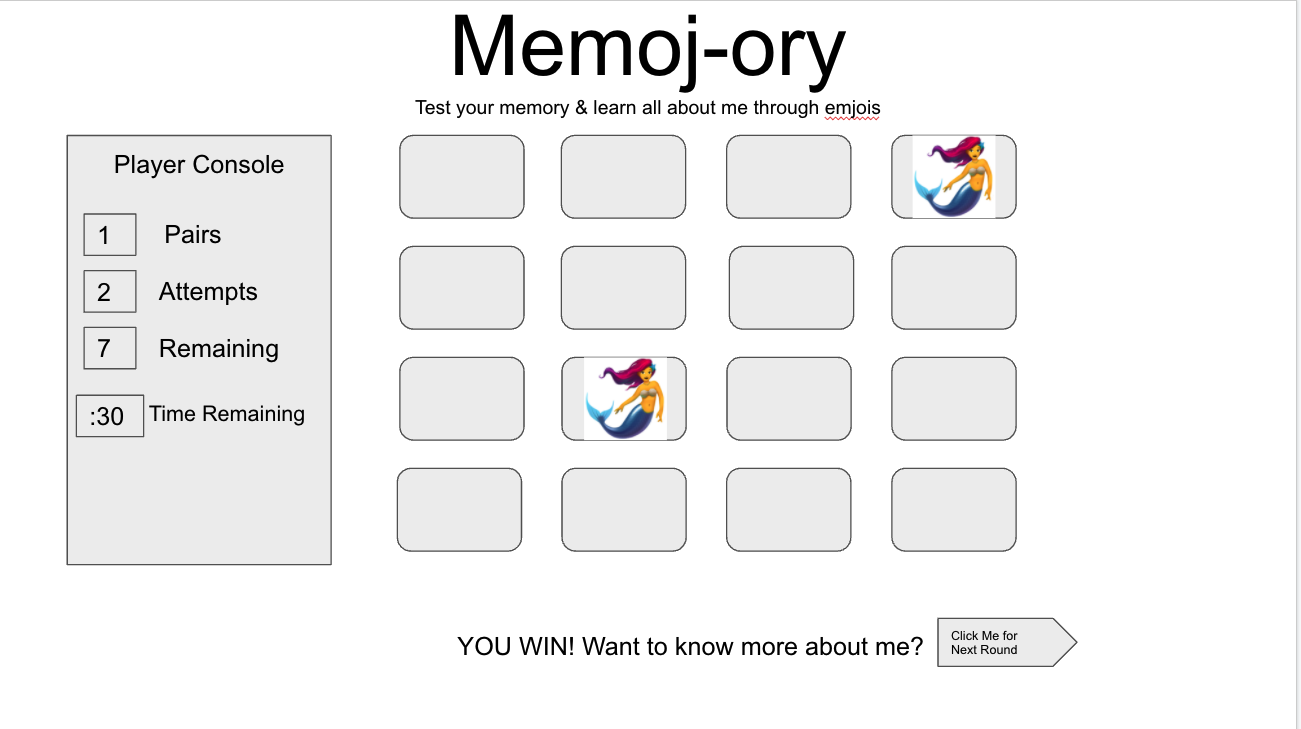 Memoj-ory
Test your memory & learn all about me through emjois
Player Console
1 Pairs
2 Attempts
7 Remaining
:30 Time Remaining
YOU WIN! Want to know more about me?
Click Me for
Next Round